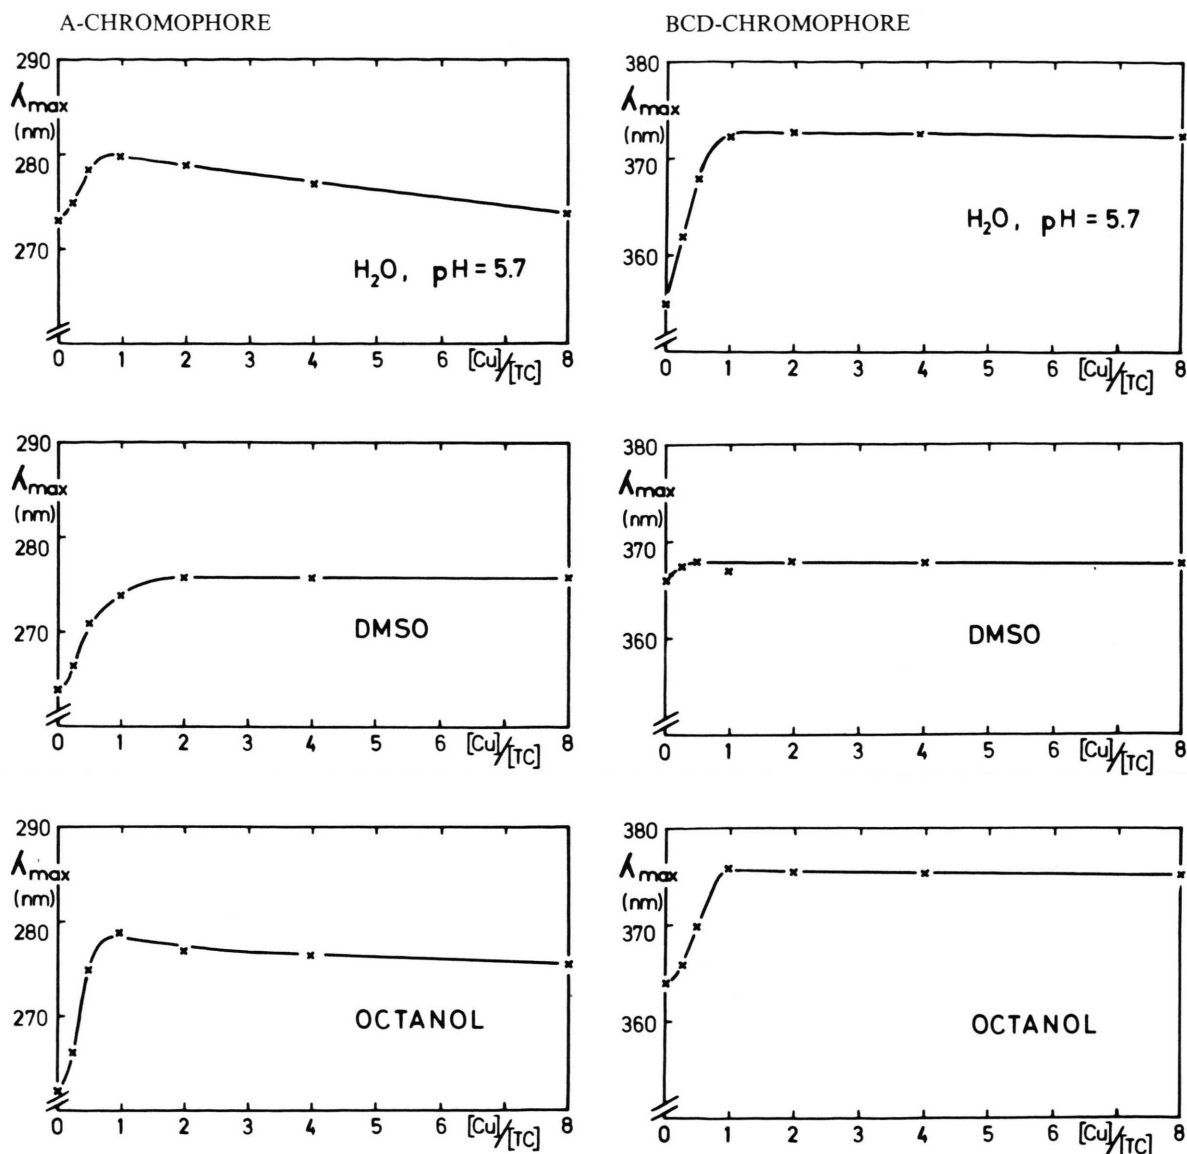 A-CHROMOPHORE
BCD-CHROMOPHORE
290
λmax
(nm)
280
270
H₂O, pH = 5.7
0 1 2 3 4 5 6 [Cu]/[TC] 8
380
λmax
(nm)
370
360
H₂O, pH = 5.7
0 1 2 3 4 5 6 [Cu]/[TC] 8
290
λmax
(nm)
280
270
DMSO
0 1 2 3 4 5 6 [Cu]/[TC] 8
380
λmax
(nm)
370
360
DMSO
0 1 2 3 4 5 6 [Cu]/[TC] 8
290
λmax
(nm)
280
270
OCTANOL
0 1 2 3 4 5 6 [Cu]/[TC] 8
380
λmax
(nm)
370
360
OCTANOL
0 1 2 3 4 5 6 [Cu]/[TC] 8